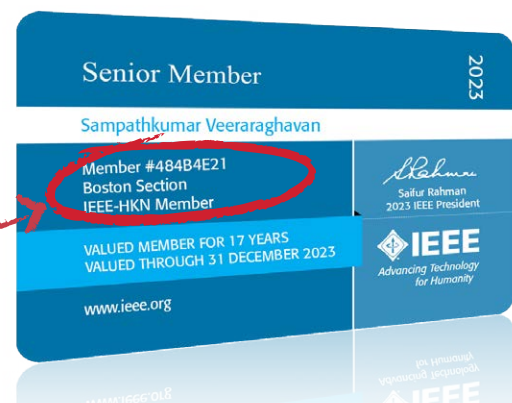 Senior Member
2023
Sampathkumar Veeraraghavan
Member #484B4E21
Boston Section
IEEE-HKN Member
SRahman
Saifur Rahman
2023 IEEE President
VALUED MEMBER FOR 17 YEARS
VALUED THROUGH 31 DECEMBER 2023
IEEE
Advancing Technology
for Humanity
www.ieee.org